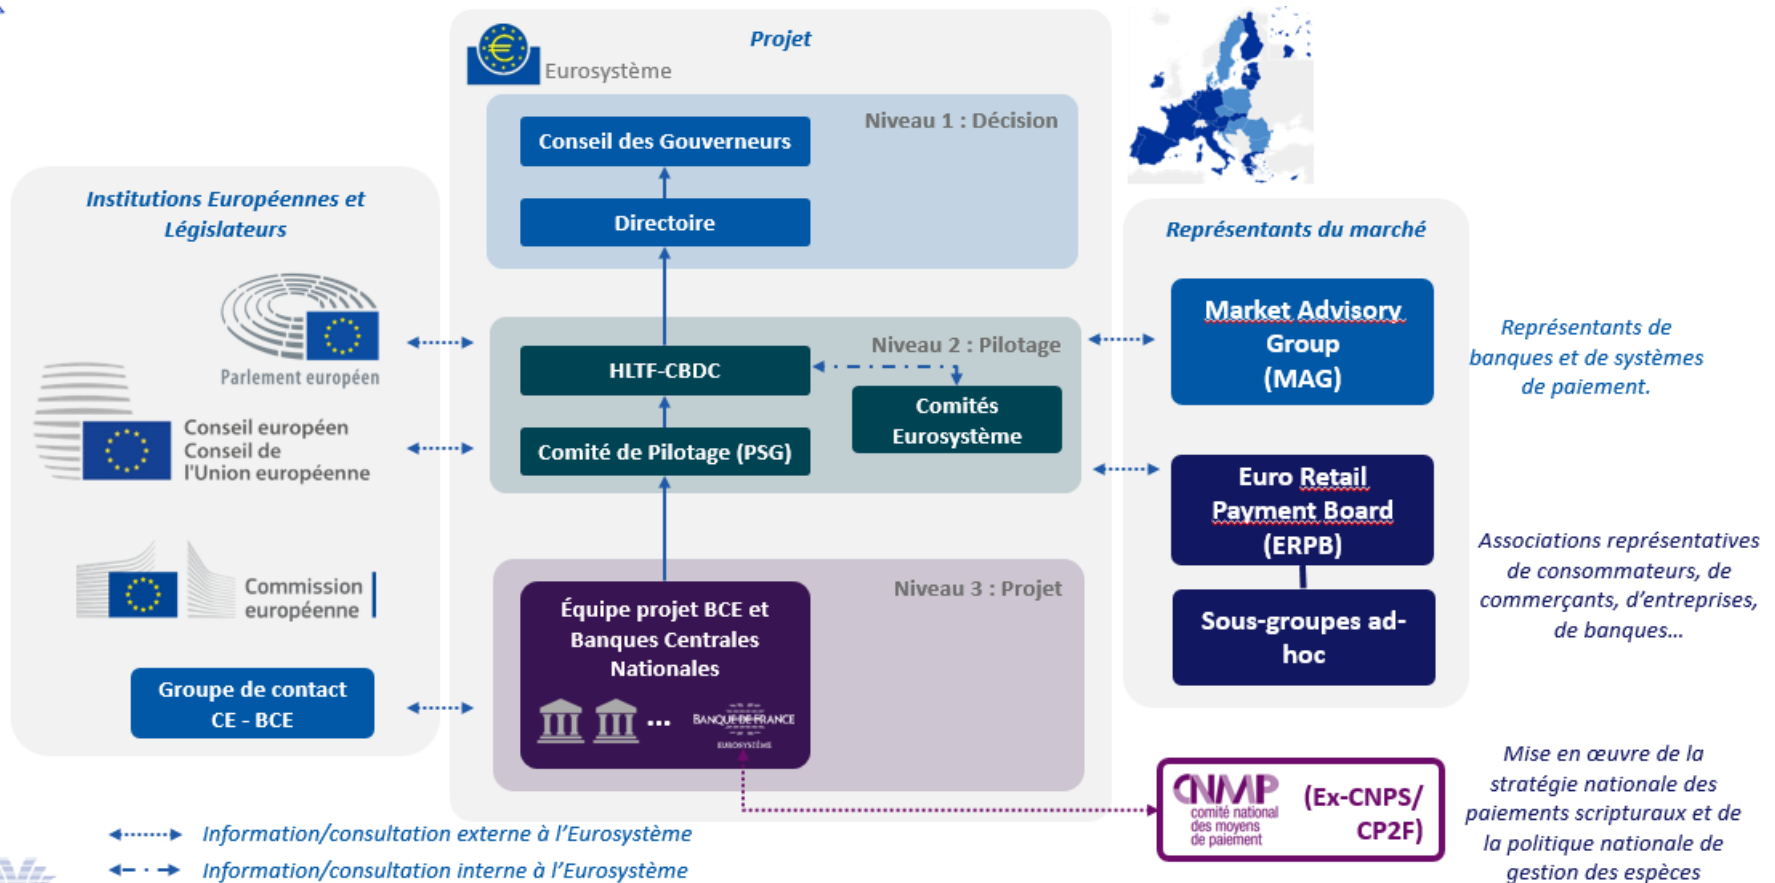 Projet
Eurosystème
Niveau 1 : Décision
Conseil des Gouverneurs
Directoire
Institutions Européennes et
Législateurs
Parlement européen
Conseil européen
Conseil de
l'Union européenne
Commission
européenne
Groupe de contact
CE - BCE
Niveau 2 : Pilotage
HLTF-CBDC
Comités
Eurosystème
Comité de Pilotage (PSG)
Niveau 3 : Projet
Équipe projet BCE et
Banques Centrales
Nationales
...
BANQUE DE FRANCE
EUROSYSTÈME
Représentants du marché
Market Advisory
Group
(MAG)
Représentants de
banques et de systèmes
de paiement.
Euro Retail
Payment Board
(ERPB)
Sous-groupes ad-
hoc
Associations représentatives
de consommateurs, de
commerçants, d'entreprises,
de banques...
CNMP
comité national
des moyens
de paiement
(Ex-CNPS/
CP2F)
Mise en œuvre de la
stratégie nationale des
paiements scripturaux et de
la politique nationale de
gestion des espèces
Information/consultation externe à l'Eurosystème
Information/consultation interne à l'Eurosystème